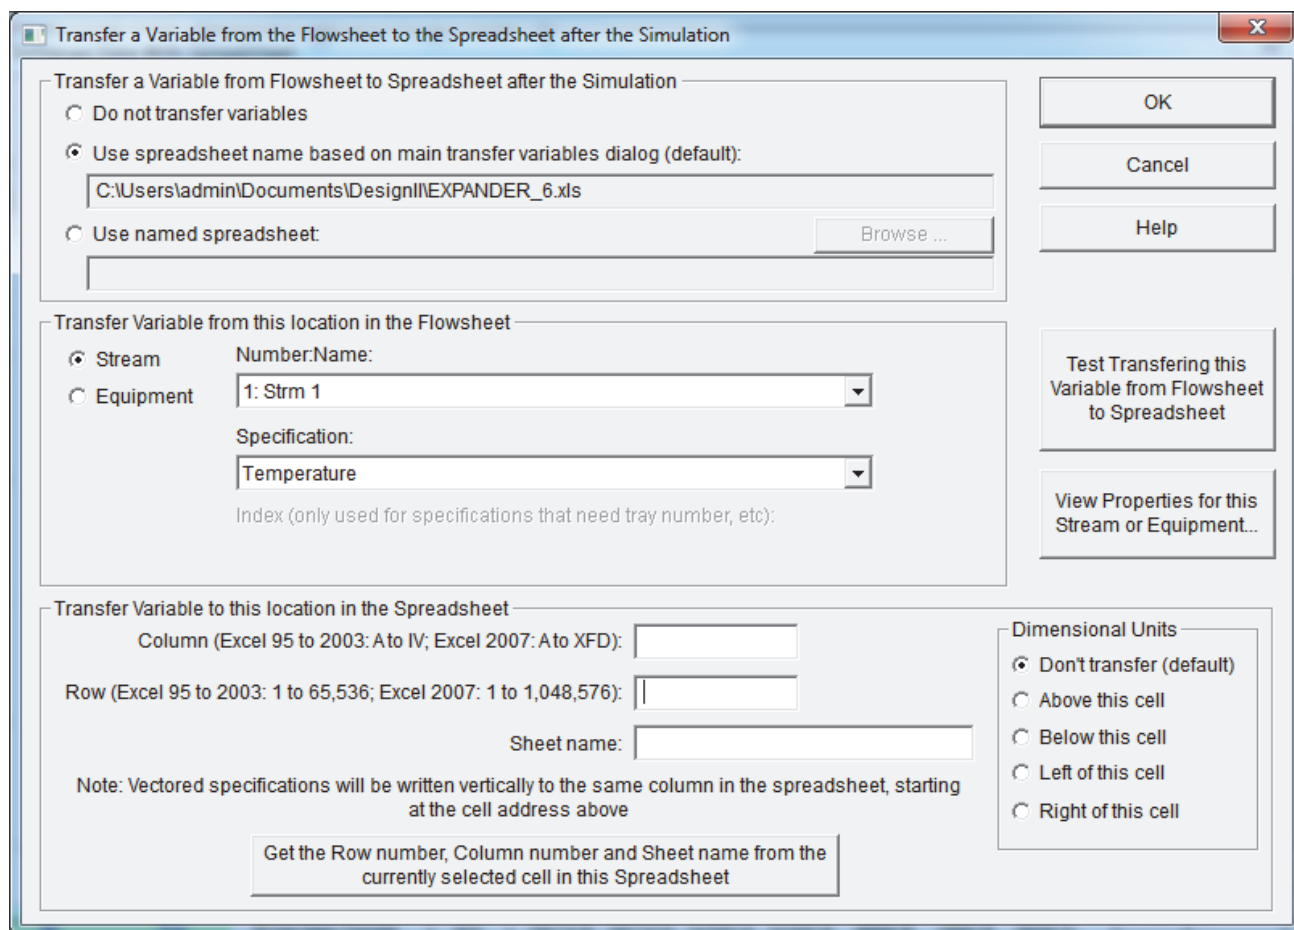 Transfer a Variable from the Flowsheet to the Spreadsheet after the Simulation
Transfer a Variable from Flowsheet to Spreadsheet after the Simulation
Do not transfer variables
Use spreadsheet name based on main transfer variables dialog (default):
C:\Users\admin\Documents\DesignII\EXPANDER_6.xls
Use named spreadsheet:
Browse ...
OK
Cancel
Help
Transfer Variable from this location in the Flowsheet
Stream
Equipment
Number:Name:
1: Strm 1
Specification:
Temperature
Index (only used for specifications that need tray number, etc):
Test Transfering this
Variable from Flowsheet
to Spreadsheet
View Properties for this
Stream or Equipment...
Transfer Variable to this location in the Spreadsheet
Column (Excel 95 to 2003: A to IV; Excel 2007: A to XFD):
Row (Excel 95 to 2003: 1 to 65,536; Excel 2007: 1 to 1,048,576):
Sheet name:
Note: Vectored specifications will be written vertically to the same column in the spreadsheet, starting
at the cell address above
Get the Row number, Column number and Sheet name from the
currently selected cell in this Spreadsheet
Dimensional Units
Don't transfer (default)
Above this cell
Below this cell
Left of this cell
Right of this cell